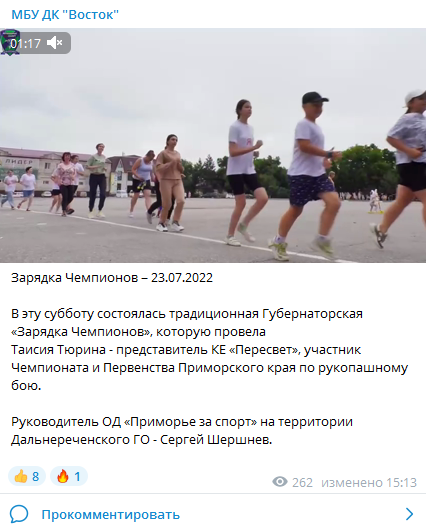 МБУ ДК "Восток"
01:17
ЛИДЕР
Зарядка Чемпионов – 23.07.2022
В эту субботу состоялась традиционная Губернаторская
«Зарядка Чемпионов», которую провела
Таисия Тюрина - представитель КЕ «Пересвет», участник
Чемпионата и Первенства Приморского края по рукопашному
бою.
Руководитель ОД «Приморье за спорт» на территории
Дальнереченского ГО - Сергей Шершнев.
👍 8 🔥 1 262 изменено 15:13
Прокомментировать